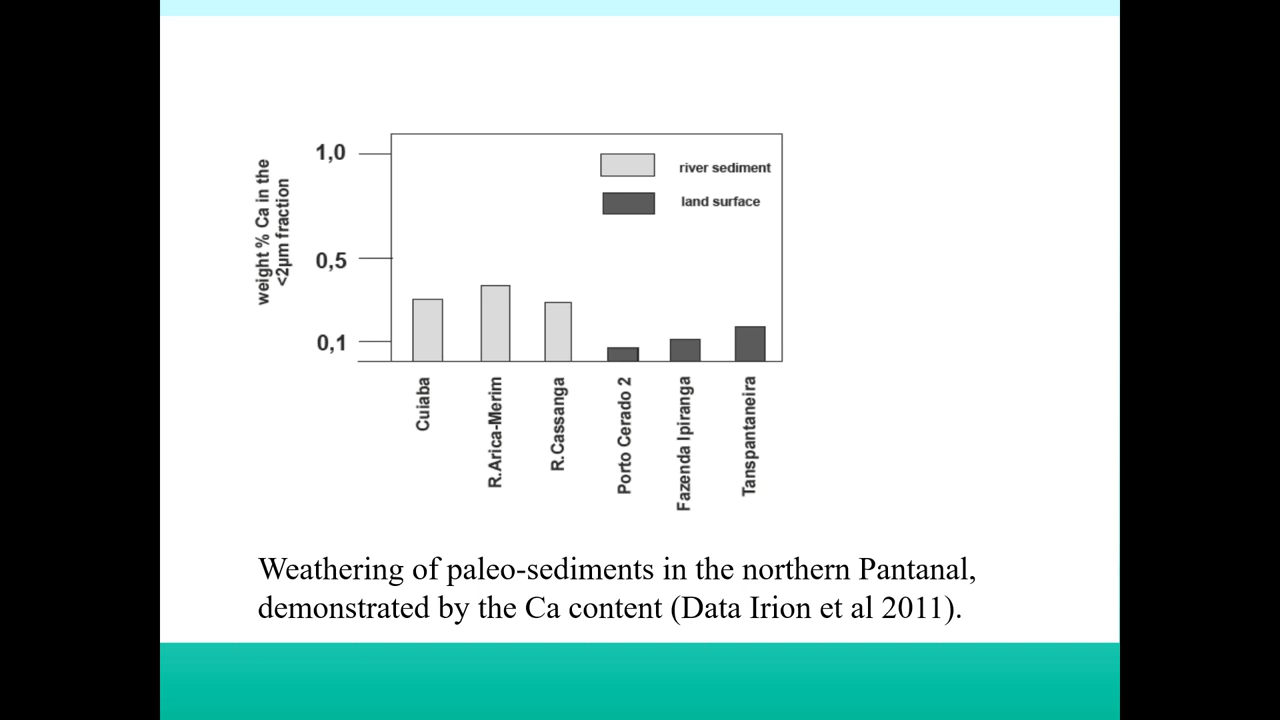 weight % Ca in the
<2µm fraction
1,0
0,5
0,1
river sediment
land surface
Cuiaba
R.Arica-Merim
R.Cassanga
Porto Cerado 2
Fazenda Ipiranga
Tanspantaneira
Weathering of paleo-sediments in the northern Pantanal,
demonstrated by the Ca content (Data Irion et al 2011).